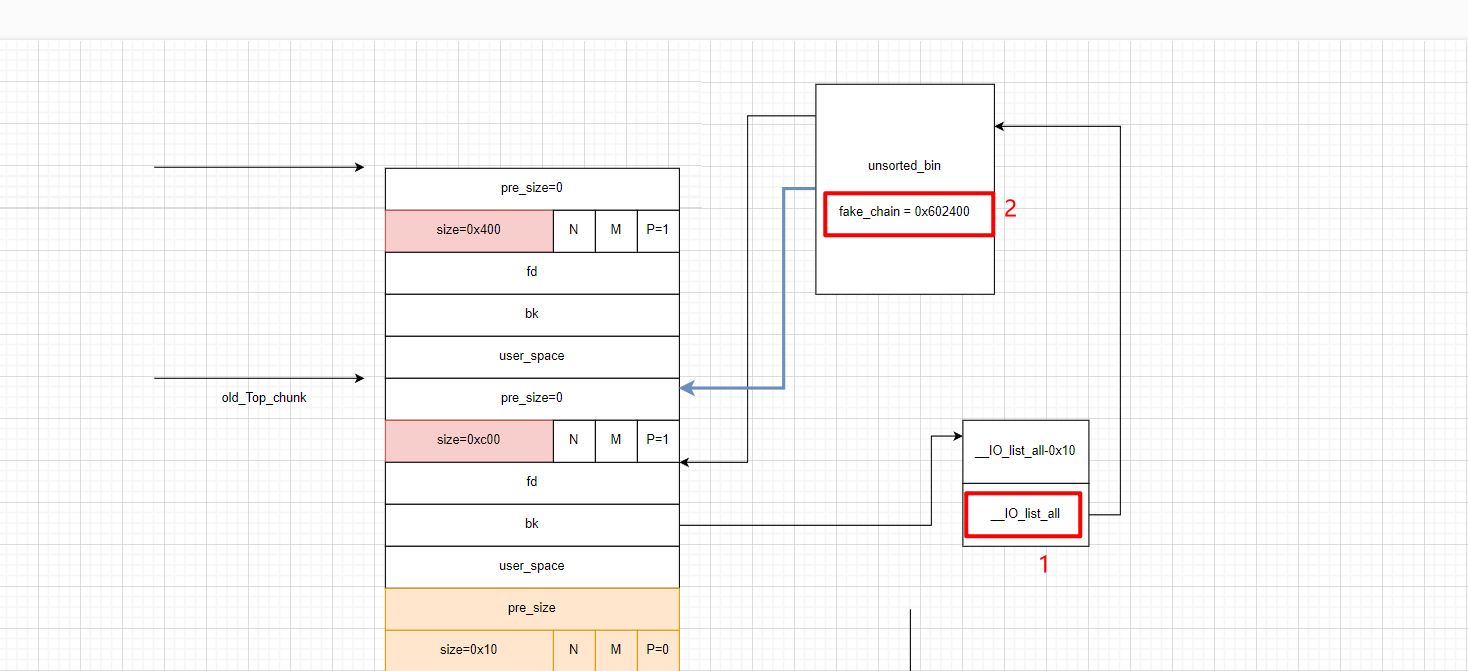 pre_size=0
size=0x400 N M P=1
fd
bk
user_space
old_Top_chunk
pre_size=0
size=0xc00 N M P=1
fd
bk
user_space
pre_size
size=0x10 N M P=0
unsorted_bin
fake_chain = 0x602400
2
__IO_list_all-0x10
__IO_list_all
1